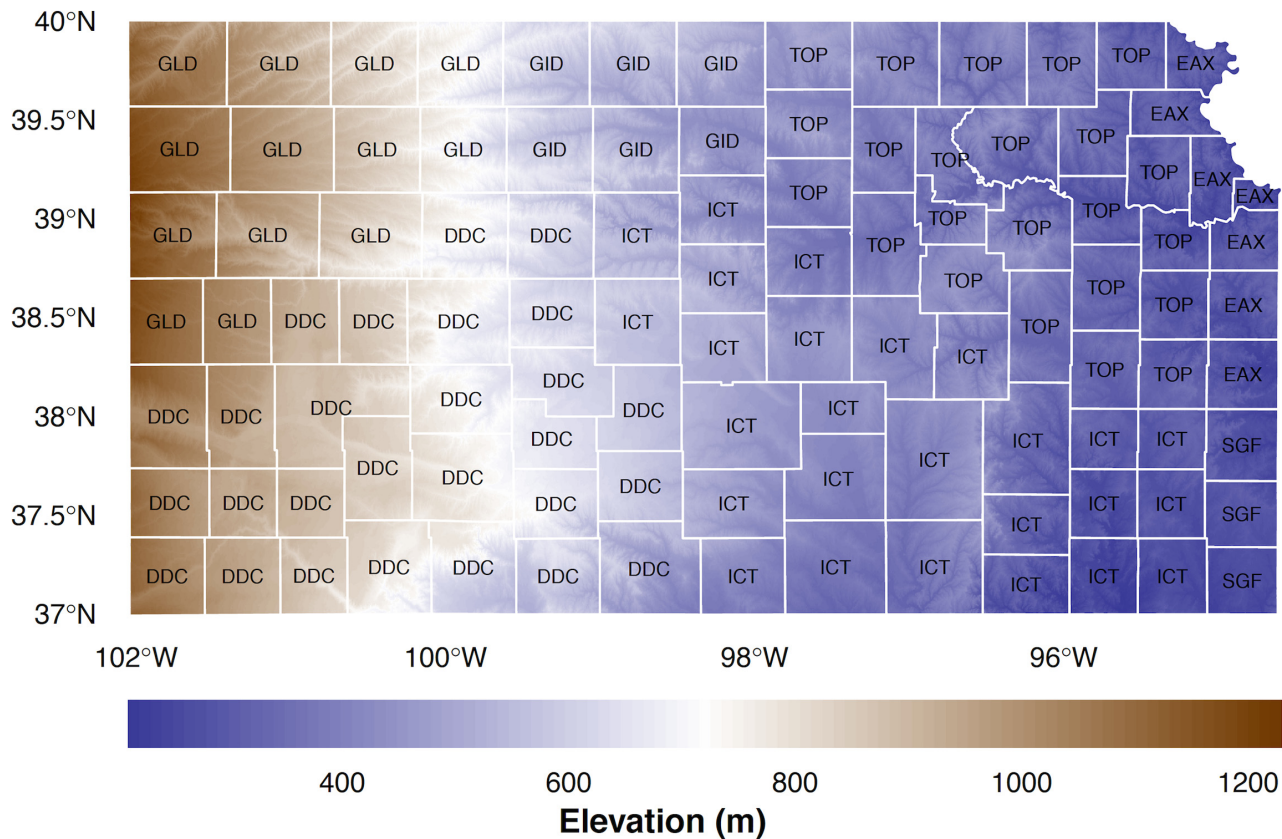 40°N
GLD GLD GLD GLD GID GID GID TOP TOP TOP TOP TOP EAX
39.5°N
EAX
TOP
GLD GLD GLD GLD GID GID GID TOP TOP TOP TOP
TOP EAX
39°N
ICT TOP TOP EAX
GLD GLD GLD DDC DDC ICT TOP TOP TOP EAX
ICT ICT TOP TOP
38.5°N
GLD GLD DDC DDC DDC DDC ICT TOP TOP EAX
ICT ICT ICT ICT TOP
38°N
DDC DDC DDC DDC DDC DDC ICT ICT TOP TOP EAX
DDC ICT ICT ICT ICT SGF
DDC DDC DDC ICT
37.5°N
DDC DDC DDC DDC ICT ICT ICT ICT SGF
37°N
DDC DDC DDC DDC DDC DDC DDC ICT ICT ICT ICT ICT ICT SGF
102°W 100°W 98°W 96°W
400 600 800 1000 1200
Elevation (m)